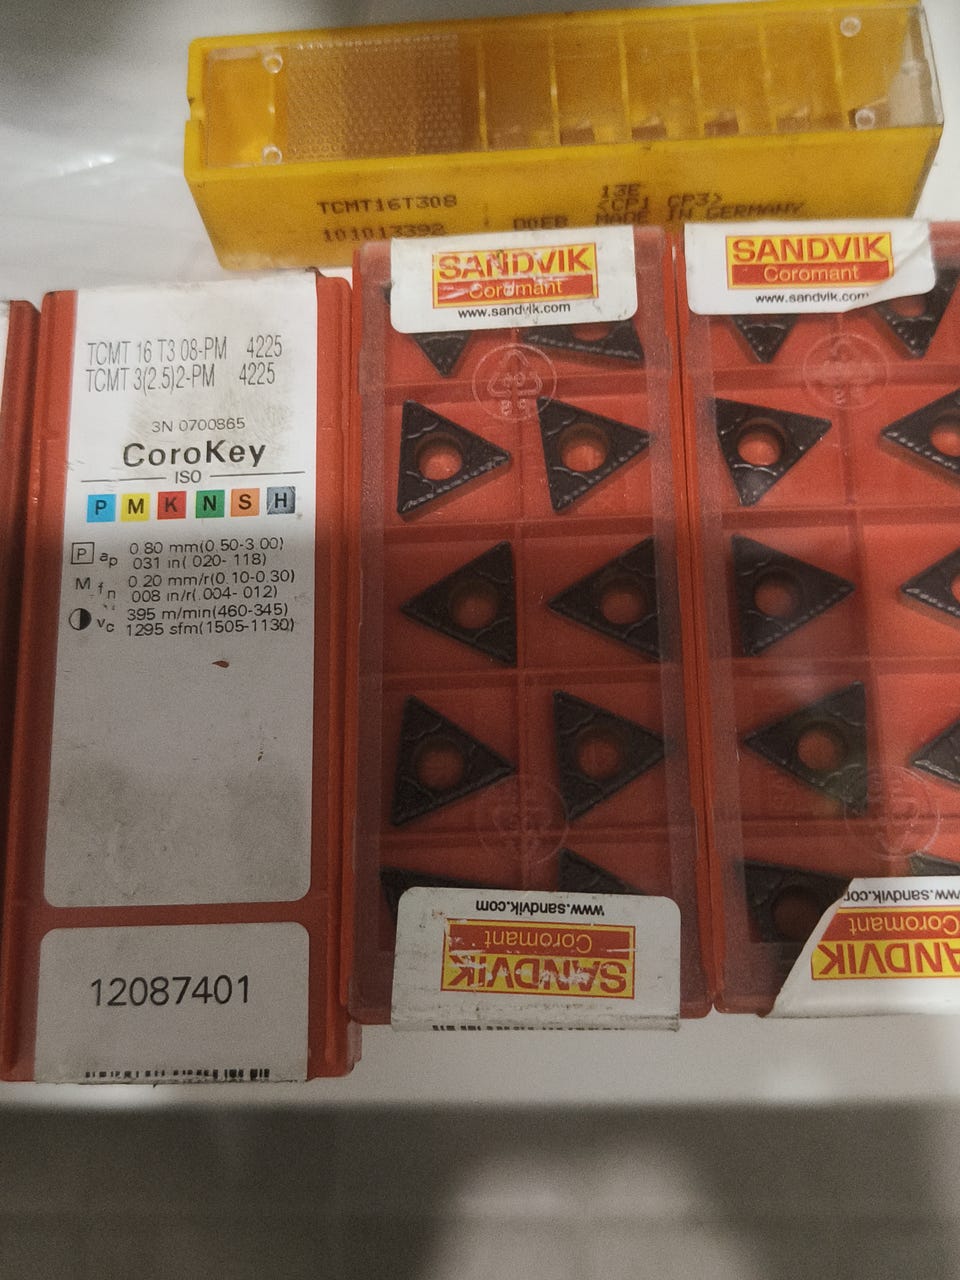 TCMT16T308
13E
<CP1 CP3>
101013392
DOEB MADE IN GERMANY
TCMT 16 T3 08-PM 4225
TCMT 3(2.5)2-PM 4225
3N 0700865
CoroKey
ISO
P M K N S H
P ap 0.80 mm(0.50-3.00)
031 in(.020-.118)
M fn 0.20 mm/r(0.10-0.30)
008 in/r(.004-.012)
vc 395 m/min(460-345)
1295 sfm(1505-1130)
12087401
SANDVIK
Coromant
www.sandvik.com
www.sandvik.com
Coromant
SANDVIK
SANDVIK
Coromant
www.sandvik.com
www.sandvik.co
Coromant
SANDVIK